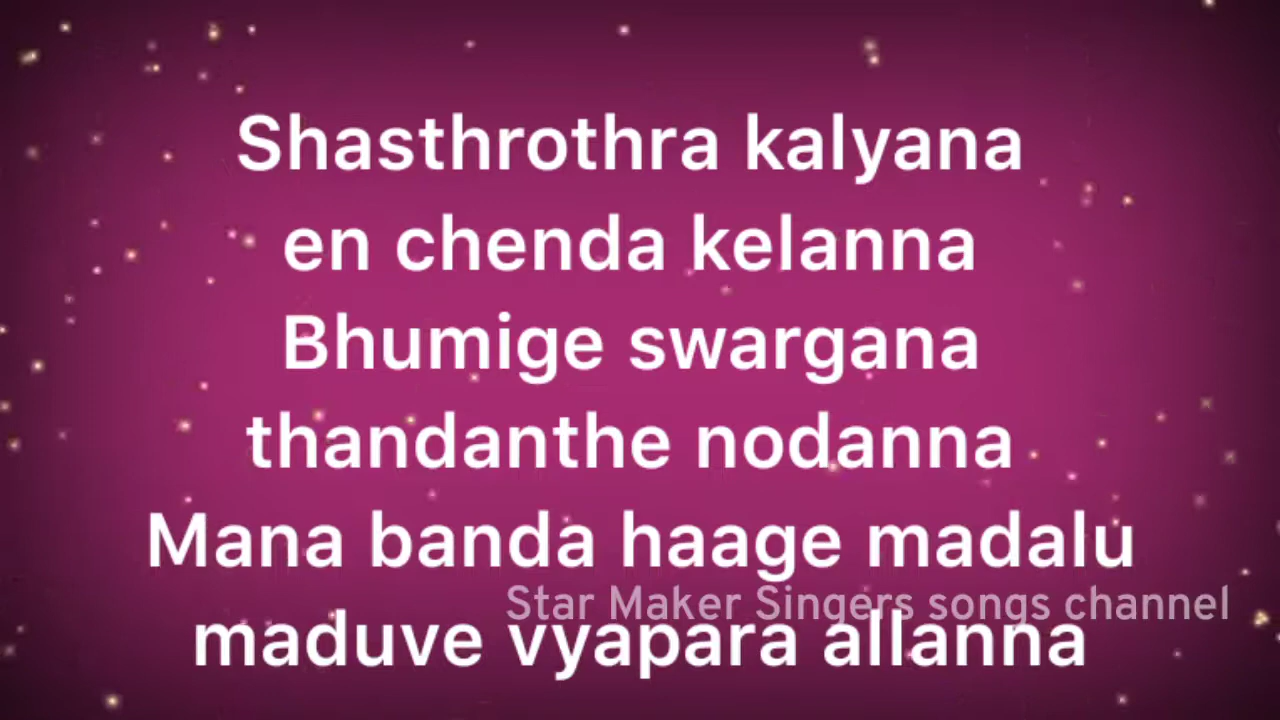 Shasthrothra kalyana
en chenda kelanna
Bhumige swargana
thandanthe nodanna
Mana banda haage madalu
Star Maker Singers songs channel
maduve vyapara allanna